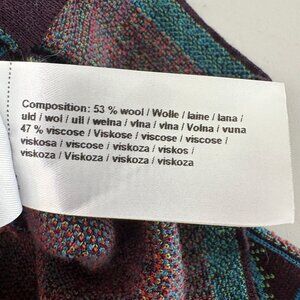 Composition: 53 % wool / Wolle / laine / lana /
uld / wol / ull / wełna / vlna / vlna / Volna / vuna
47 % viscose / Viskose / viscose / viscose /
viskosa / viscose / viskoza / viskos /
viskoza / Viskoza / viskoza / viskoza